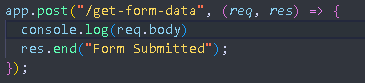 app.post("/get-form-data", (req, res) => {
  console.log(req.body)
  res.end("Form Submitted");
});